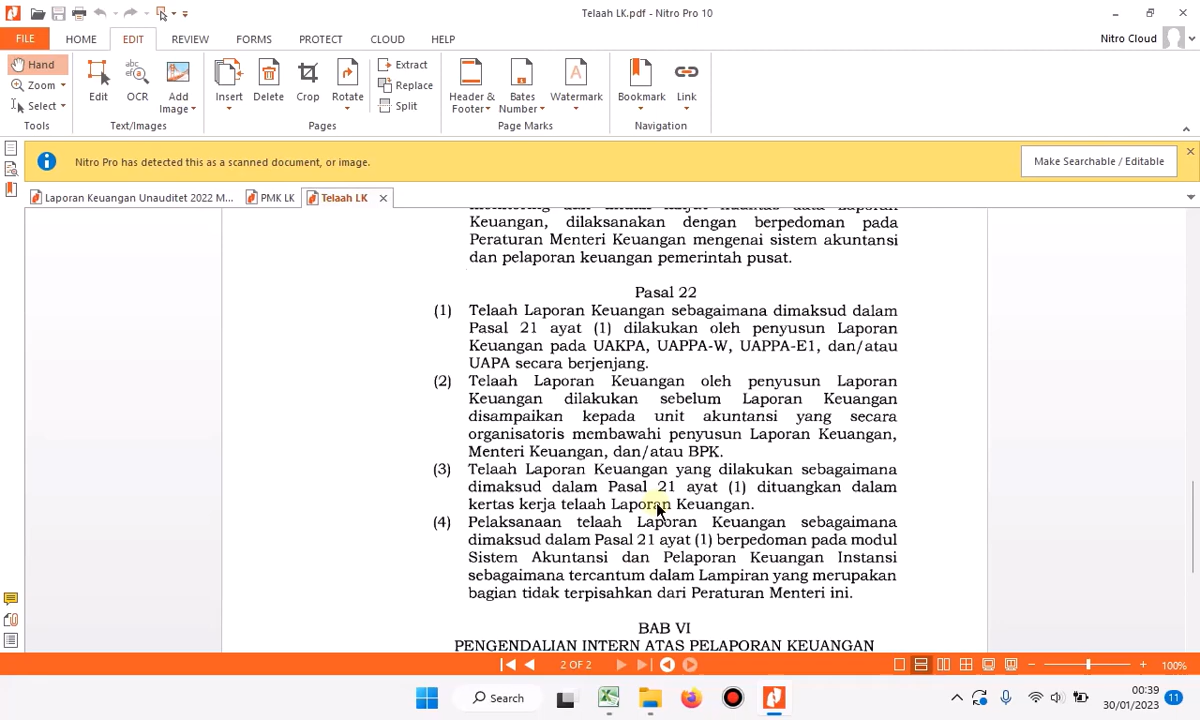 Telaah LK.pdf - Nitro Pro 10
FILE HOME EDIT REVIEW FORMS PROTECT CLOUD HELP
Nitro Cloud
Hand
Zoom
Select
Tools
Edit
OCR
Add Image
Text/Images
Insert
Delete
Crop
Rotate
Extract
Replace
Split
Pages
Header & Footer
Bates Number
Watermark
Page Marks
Bookmark
Link
Navigation
Nitro Pro has detected this as a scanned document, or image.
Make Searchable / Editable
Laporan Keuangan Unauditet 2022 M... PMK LK Telaah LK
Keuangan, dilaksanakan dengan berpedoman pada
Peraturan Menteri Keuangan mengenai sistem akuntansi
dan pelaporan keuangan pemerintah pusat.
Pasal 22
(1) Telaah Laporan Keuangan sebagaimana dimaksud dalam
Pasal 21 ayat (1) dilakukan oleh penyusun Laporan
Keuangan pada UAKPA, UAPPA-W, UAPPA-E1, dan/atau
UAPA secara berjenjang.
(2) Telaah Laporan Keuangan oleh penyusun Laporan
Keuangan dilakukan sebelum Laporan Keuangan
disampaikan kepada unit akuntansi yang secara
organisatoris membawahi penyusun Laporan Keuangan,
Menteri Keuangan, dan/atau BPK.
(3) Telaah Laporan Keuangan yang dilakukan sebagaimana
dimaksud dalam Pasal 21 ayat (1) dituangkan dalam
kertas kerja telaah Laporan Keuangan.
(4) Pelaksanaan telaah Laporan Keuangan sebagaimana
dimaksud dalam Pasal 21 ayat (1) berpedoman pada modul
Sistem Akuntansi dan Pelaporan Keuangan Instansi
sebagaimana tercantum dalam Lampiran yang merupakan
bagian tidak terpisahkan dari Peraturan Menteri ini.
BAB VI
PENGENDALIAN INTERN ATAS PELAPORAN KEUANGAN
2 OF 2
100%
Search
00:39
30/01/2023
11